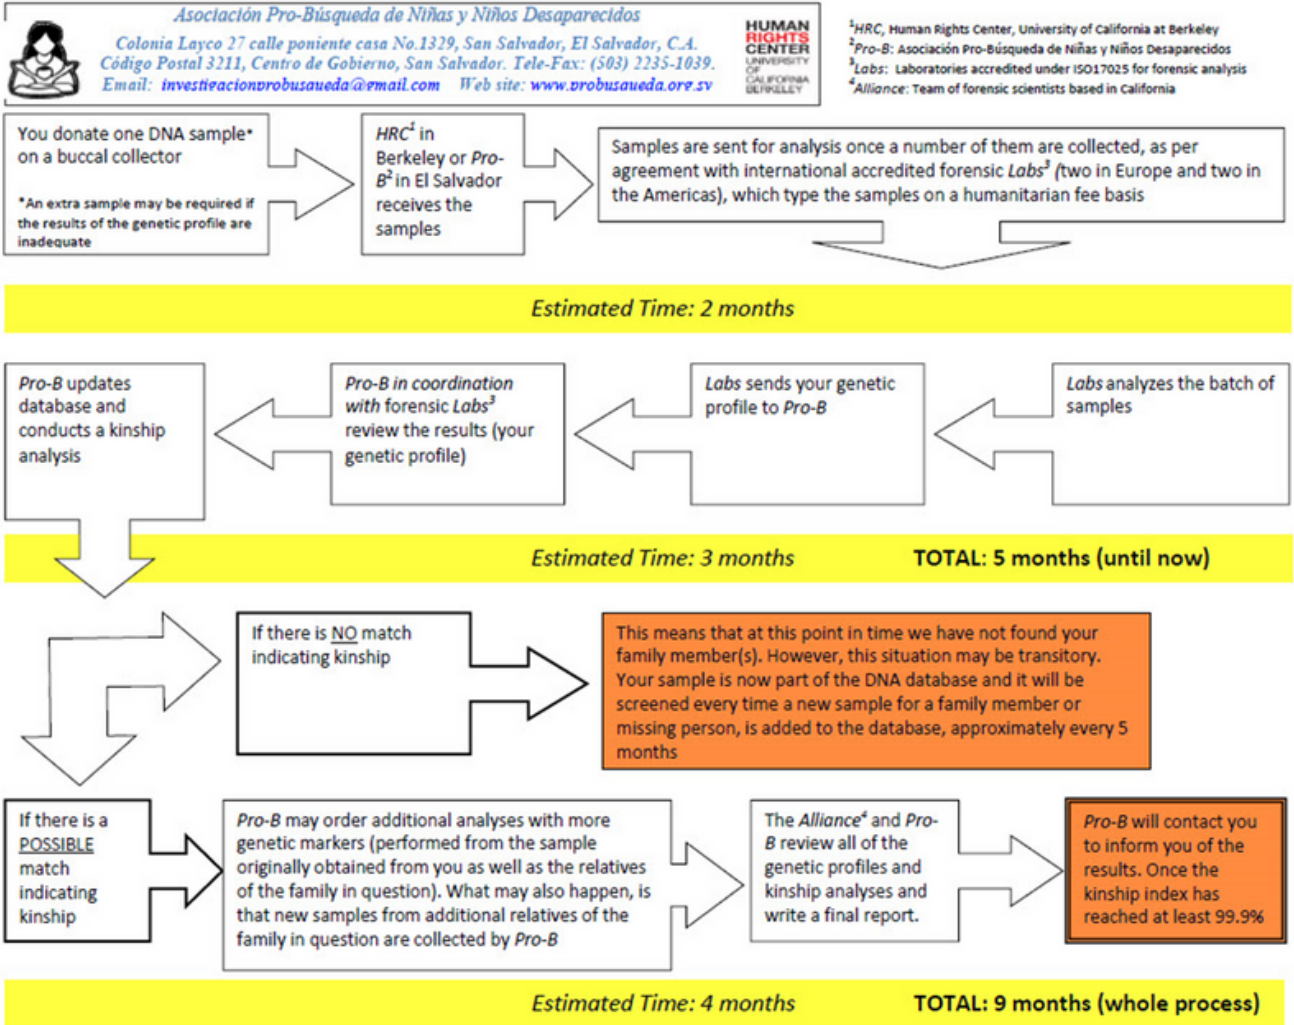 Asociación Pro-Búsqueda de Niñas y Niños Desaparecidos
Colonia Layco 27 calle poniente casa No.1329, San Salvador, El Salvador, C.A.
Código Postal 3211, Centro de Gobierno, San Salvador. Tele-Fax: (503) 2235-1039.
Email: investigacionprobusqueda@gmail.com Web site: www.probusqueda.org.sv
HUMAN
RIGHTS
CENTER
UNIVERSITY
OF
CALIFORNIA
BERKELEY
¹HRC, Human Rights Center, University of California at Berkeley
²Pro-B: Asociación Pro-Búsqueda de Niñas y Niños Desaparecidos
³Labs: Laboratories accredited under ISO17025 for forensic analysis
⁴Alliance: Team of forensic scientists based in California
You donate one DNA sample*
on a buccal collector
*An extra sample may be required if
the results of the genetic profile are
inadequate
HRC¹ in
Berkeley or Pro-
B² in El Salvador
receives the
samples
Samples are sent for analysis once a number of them are collected, as per
agreement with international accredited forensic Labs³ (two in Europe and two in
the Americas), which type the samples on a humanitarian fee basis
Estimated Time: 2 months
Pro-B updates
database and
conducts a kinship
analysis
Pro-B in coordination
with forensic Labs³
review the results (your
genetic profile)
Labs sends your genetic
profile to Pro-B
Labs analyzes the batch of
samples
Estimated Time: 3 months TOTAL: 5 months (until now)
If there is NO match
indicating kinship
This means that at this point in time we have not found your
family member(s). However, this situation may be transitory.
Your sample is now part of the DNA database and it will be
screened every time a new sample for a family member or
missing person, is added to the database, approximately every 5
months
If there is a
POSSIBLE
match
indicating
kinship
Pro-B may order additional analyses with more
genetic markers (performed from the sample
originally obtained from you as well as the relatives
of the family in question). What may also happen, is
that new samples from additional relatives of the
family in question are collected by Pro-B
The Alliance⁴ and Pro-
B review all of the
genetic profiles and
kinship analyses and
write a final report.
Pro-B will contact you
to inform you of the
results. Once the
kinship index has
reached at least 99.9%
Estimated Time: 4 months TOTAL: 9 months (whole process)